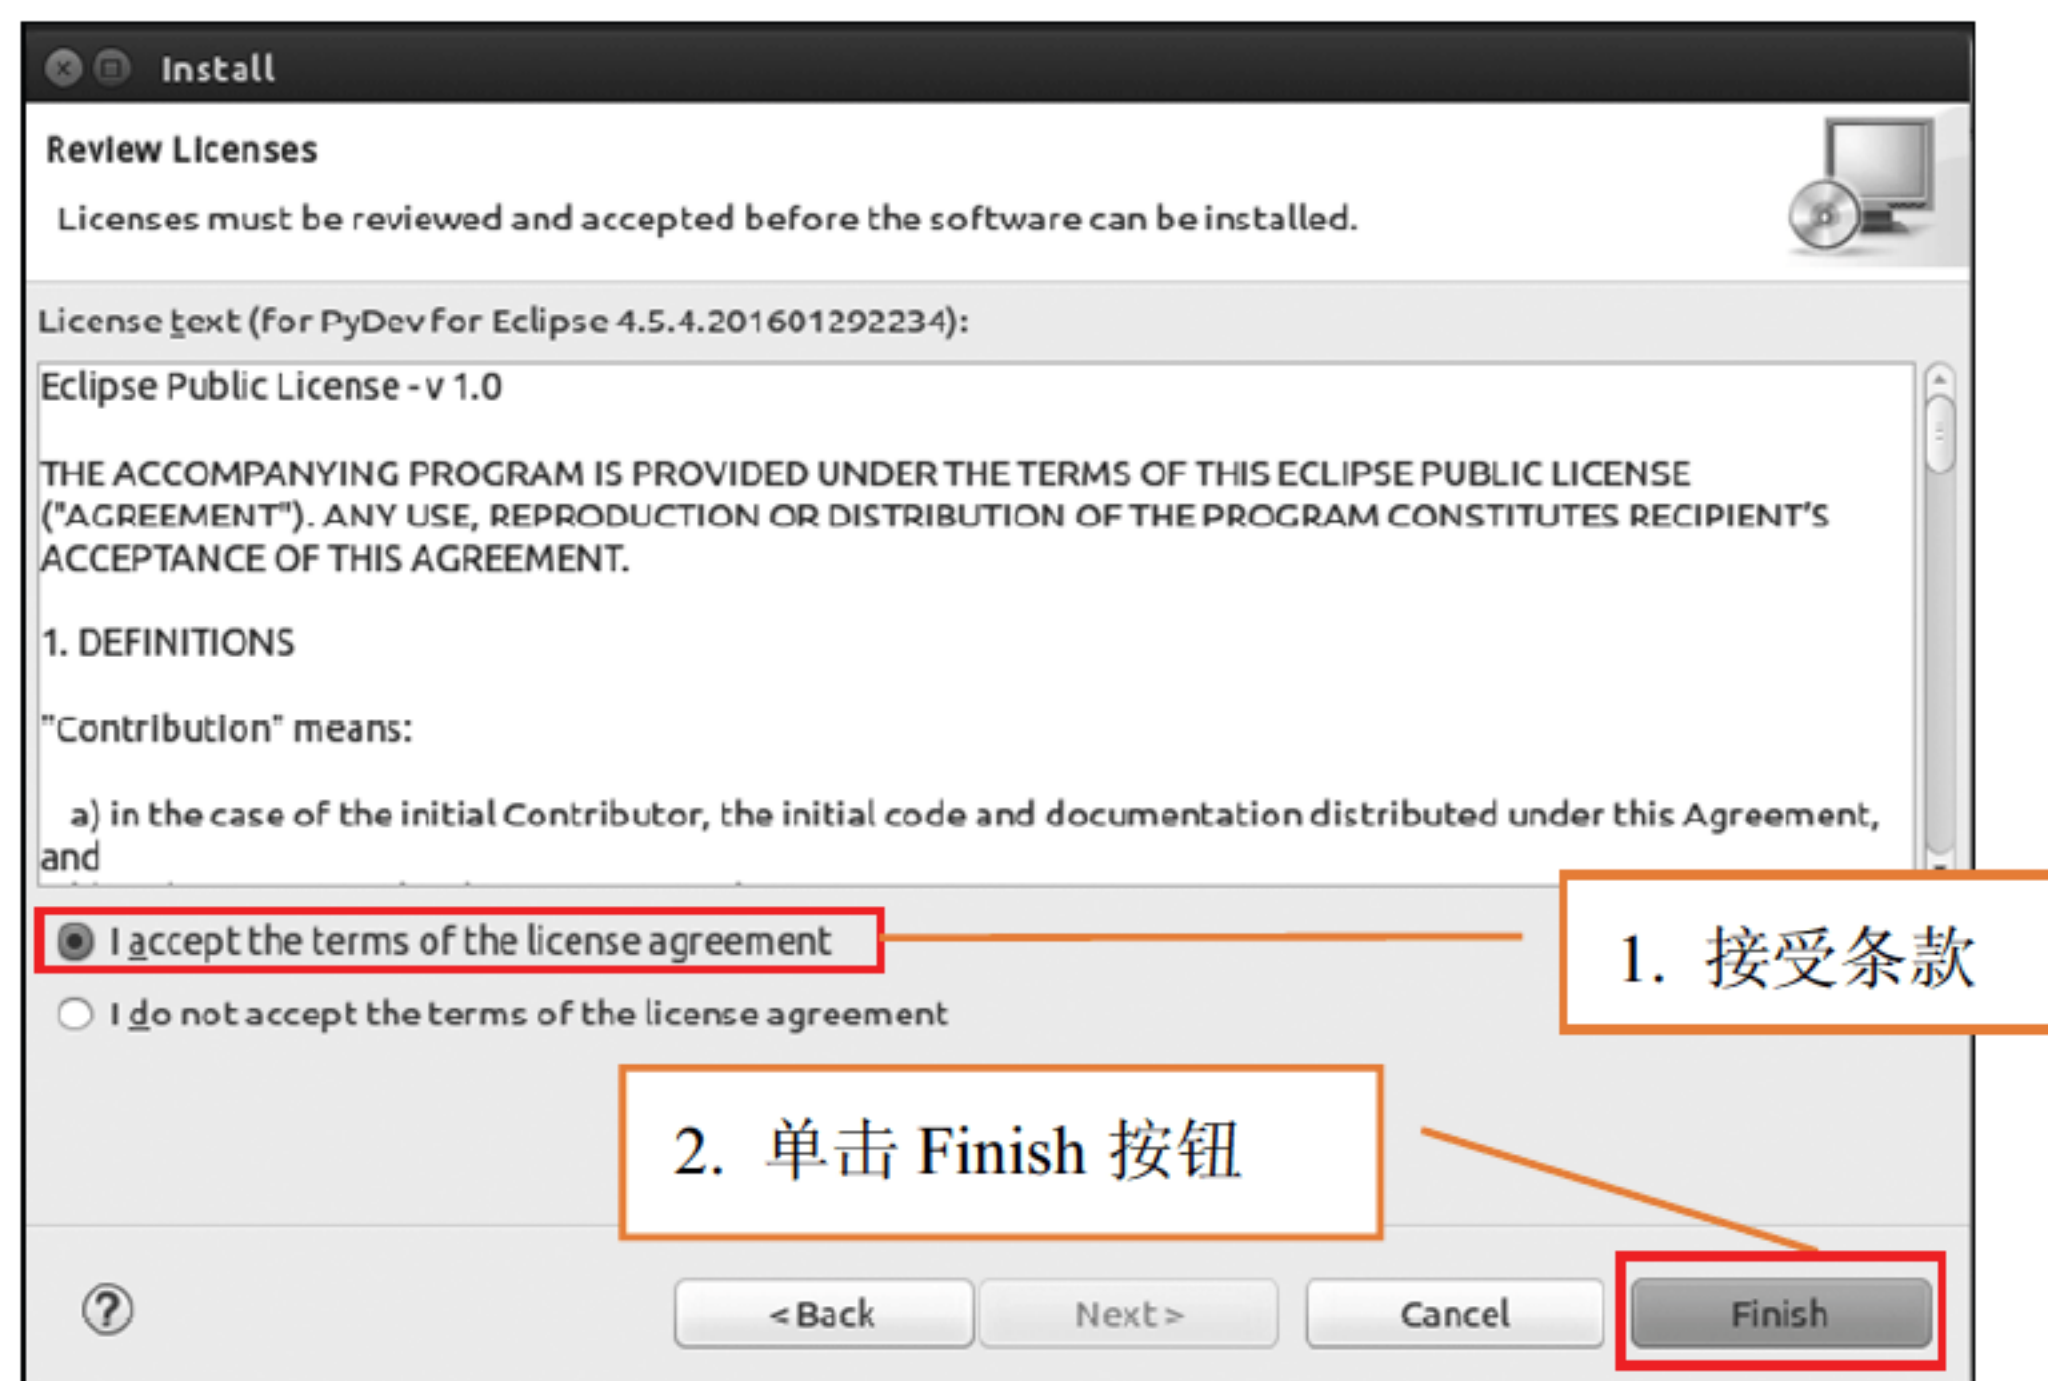 Install
Review Licenses
Licenses must be reviewed and accepted before the software can be installed.
License text (for PyDev for Eclipse 4.5.4.201601292234):
Eclipse Public License - v 1.0
THE ACCOMPANYING PROGRAM IS PROVIDED UNDER THE TERMS OF THIS ECLIPSE PUBLIC LICENSE
("AGREEMENT"). ANY USE, REPRODUCTION OR DISTRIBUTION OF THE PROGRAM CONSTITUTES RECIPIENT'S
ACCEPTANCE OF THIS AGREEMENT.
1. DEFINITIONS
"Contribution" means:
a) in the case of the initial Contributor, the initial code and documentation distributed under this Agreement,
and
I accept the terms of the license agreement
1. 接受条款
I do not accept the terms of the license agreement
2. 单击 Finish 按钮
?
< Back
Next >
Cancel
Finish